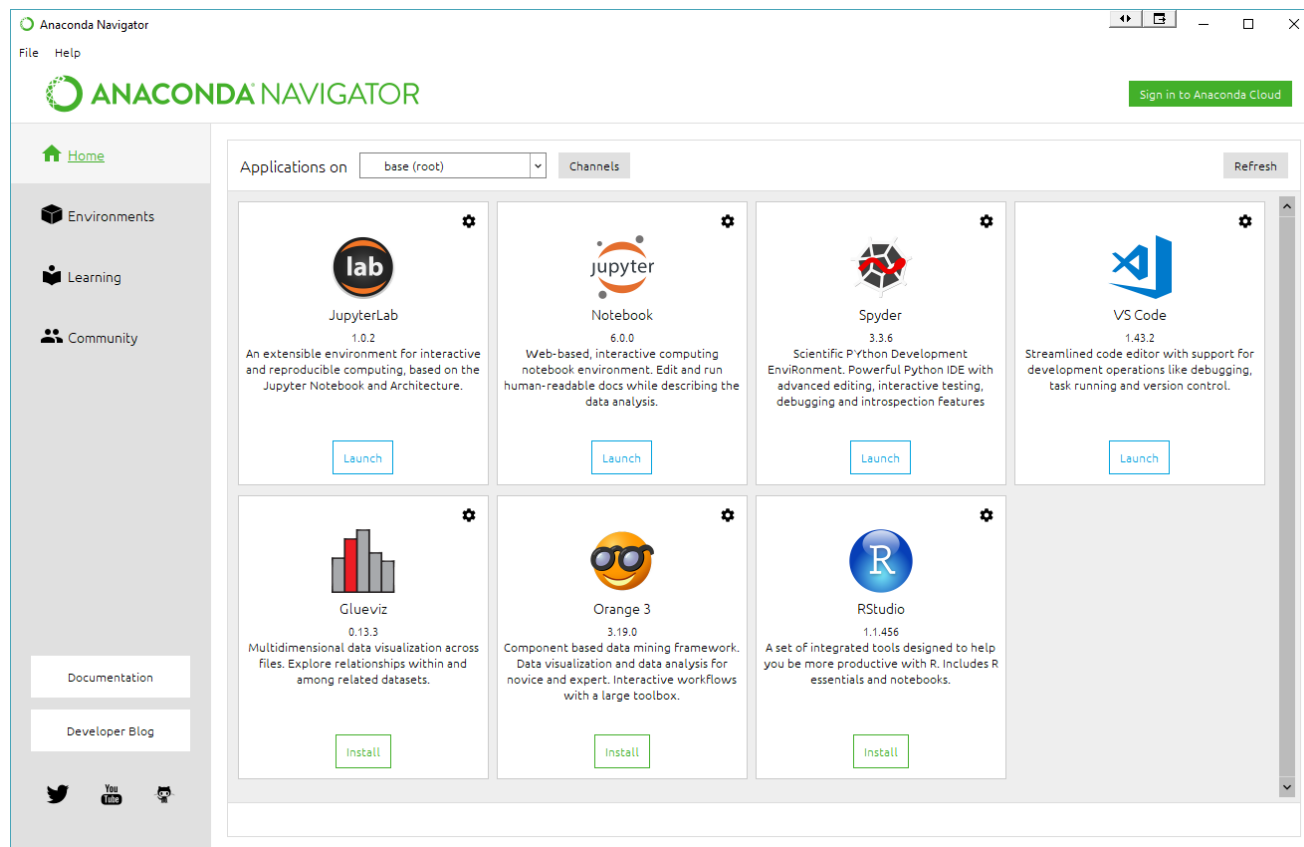 Anaconda Navigator
File Help
ANACONDA NAVIGATOR
Sign in to Anaconda Cloud
Home
Environments
Learning
Community
Documentation
Developer Blog
You
Tube
Applications on base (root) Channels Refresh
lab
JupyterLab
1.0.2
An extensible environment for interactive
and reproducible computing, based on the
Jupyter Notebook and Architecture.
Launch
jupyter
Notebook
6.0.0
Web-based, interactive computing
notebook environment. Edit and run
human-readable docs while describing the
data analysis.
Launch
Spyder
3.3.6
Scientific PYthon Development
EnviRonment. Powerful Python IDE with
advanced editing, interactive testing,
debugging and introspection features
Launch
VS Code
1.43.2
Streamlined code editor with support for
development operations like debugging,
task running and version control.
Launch
Glueviz
0.13.3
Multidimensional data visualization across
files. Explore relationships within and
among related datasets.
Install
Orange 3
3.19.0
Component based data mining framework.
Data visualization and data analysis for
novice and expert. Interactive workflows
with a large toolbox.
Install
R
RStudio
1.1.456
A set of integrated tools designed to help
you be more productive with R. Includes R
essentials and notebooks.
Install